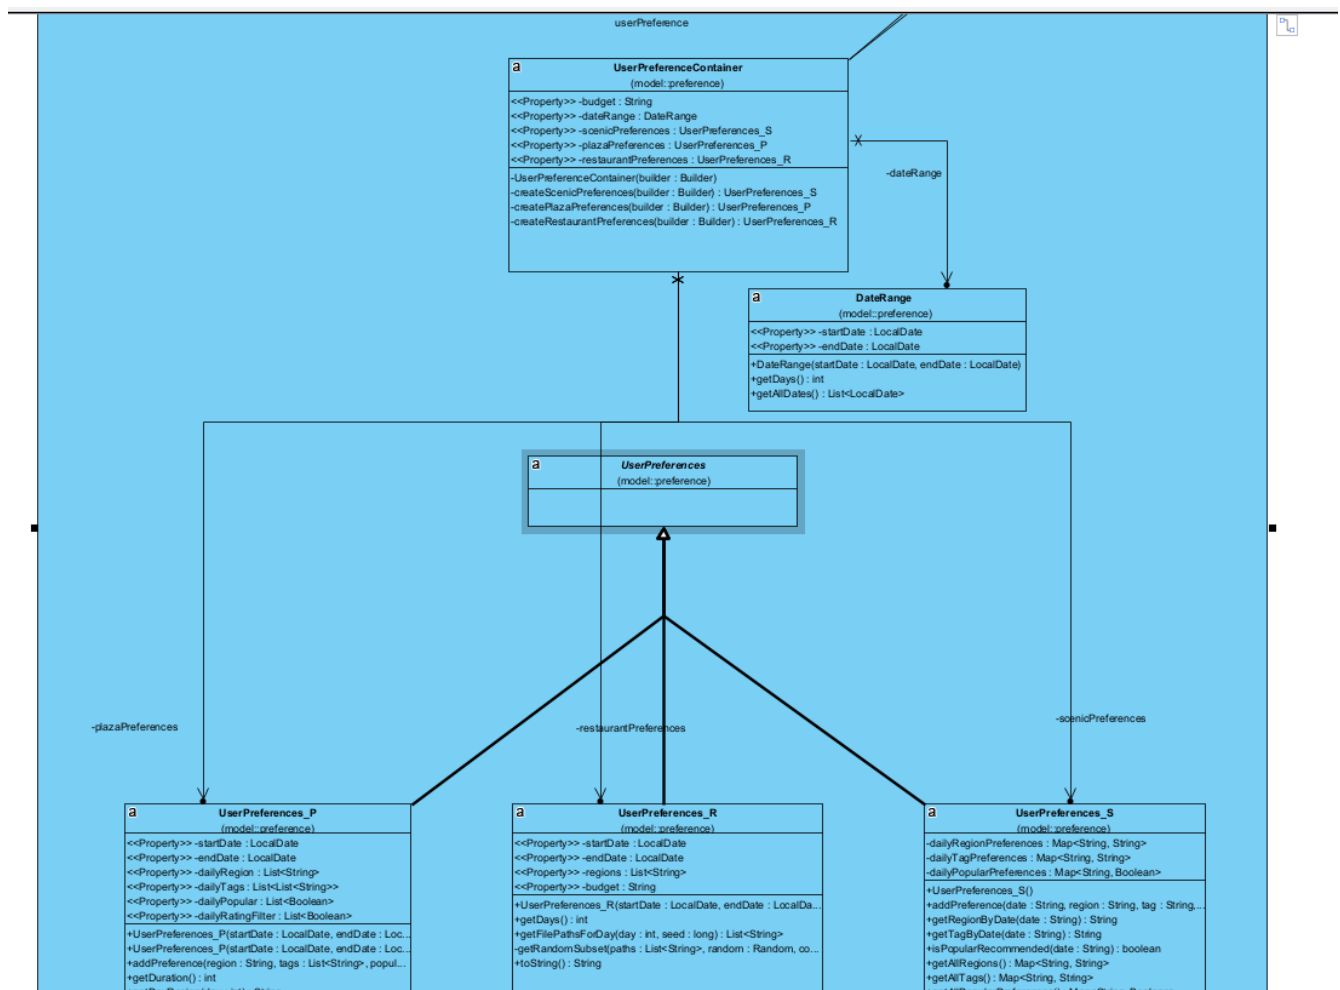 userPreference
a
UserPreferenceContainer
(model::preference)
<<Property>> -budget : String
<<Property>> -dateRange : DateRange
<<Property>> -scenicPreferences : UserPreferences_S
<<Property>> -plazaPreferences : UserPreferences_P
<<Property>> -restaurantPreferences : UserPreferences_R
-UserPreferenceContainer(builder : Builder)
-createScenicPreferences(builder : Builder) : UserPreferences_S
-createPlazaPreferences(builder : Builder) : UserPreferences_P
-createRestaurantPreferences(builder : Builder) : UserPreferences_R
-dateRange
a
DateRange
(model::preference)
<<Property>> -startDate : LocalDate
<<Property>> -endDate : LocalDate
+DateRange(startDate : LocalDate, endDate : LocalDate)
+getDays() : int
+getAllDates() : List<LocalDate>
a
UserPreferences
(model::preference)
-plazaPreferences
-restaurantPreferences
-scenicPreferences
a
UserPreferences_P
(model::preference)
<<Property>> -startDate : LocalDate
<<Property>> -endDate : LocalDate
<<Property>> -dailyRegion : List<String>
<<Property>> -dailyTags : List<List<String>>
<<Property>> -dailyPopular : List<Boolean>
<<Property>> -dailyRatingFilter : List<Boolean>
+UserPreferences_P(startDate : LocalDate, endDate : Loc...
+UserPreferences_P(startDate : LocalDate, endDate : Loc...
+addPreference(region : String, tags : List<String>, popul...
+getDuration() : int
a
UserPreferences_R
(model::preference)
<<Property>> -startDate : LocalDate
<<Property>> -endDate : LocalDate
<<Property>> -regions : List<String>
<<Property>> -budget : String
+UserPreferences_R(startDate : LocalDate, endDate : LocalDa...
+getDays() : int
+getFilePathsForDay(day : int, seed : long) : List<String>
-getRandomSubset(paths : List<String>, random : Random, co...
+toString() : String
a
UserPreferences_S
(model::preference)
-dailyRegionPreferences : Map<String, String>
-dailyTagPreferences : Map<String, String>
-dailyPopularPreferences : Map<String, Boolean>
+UserPreferences_S()
+addPreference(date : String, region : String, tag : String,...
+getRegionByDate(date : String) : String
+getTagByDate(date : String) : String
+isPopularRecommended(date : String) : boolean
+getAllRegions() : Map<String, String>
+getAllTags() : Map<String, String>